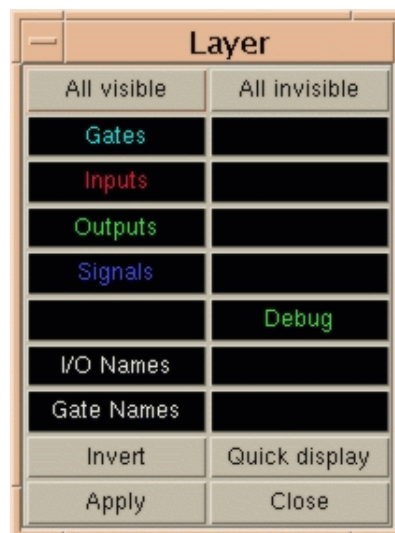 Layer
All visible All invisible
Gates
Inputs
Outputs
Signals
Debug
I/O Names
Gate Names
Invert Quick display
Apply Close